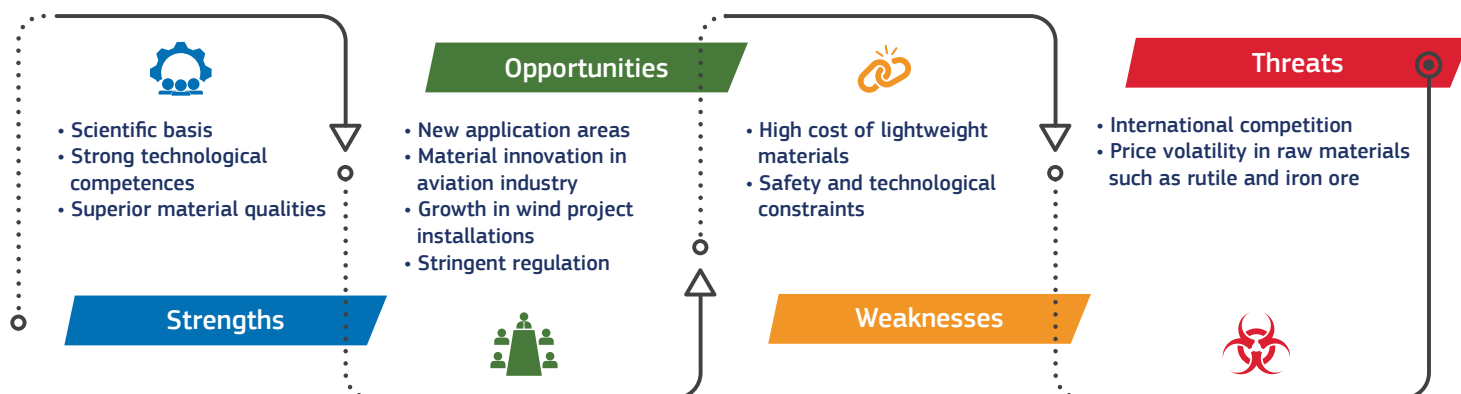 • Scientific basis
• Strong technological
competences
• Superior material qualities
Strengths
Opportunities
• New application areas
• Material innovation in
aviation industry
• Growth in wind project
installations
• Stringent regulation
• High cost of lightweight
materials
• Safety and technological
constraints
Weaknesses
Threats
• International competition
• Price volatility in raw materials
such as rutile and iron ore